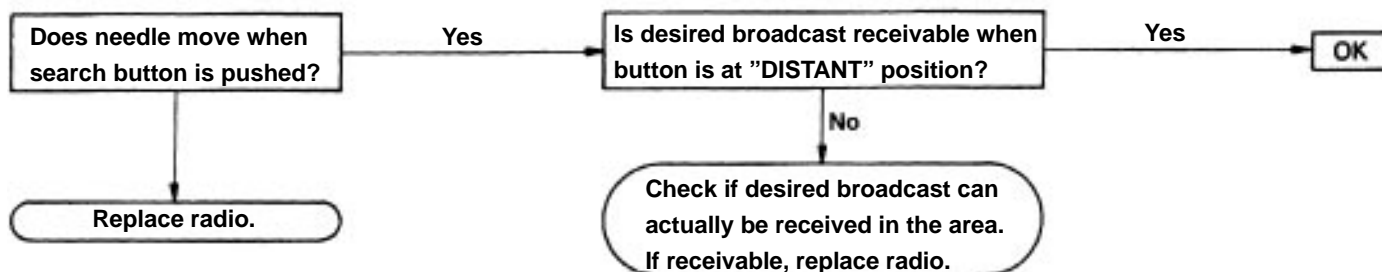 Does needle move when
search button is pushed?
Yes
Is desired broadcast receivable when
button is at ”DISTANT” position?
Yes
OK
No
Replace radio.
Check if desired broadcast can
actually be received in the area.
If receivable, replace radio.